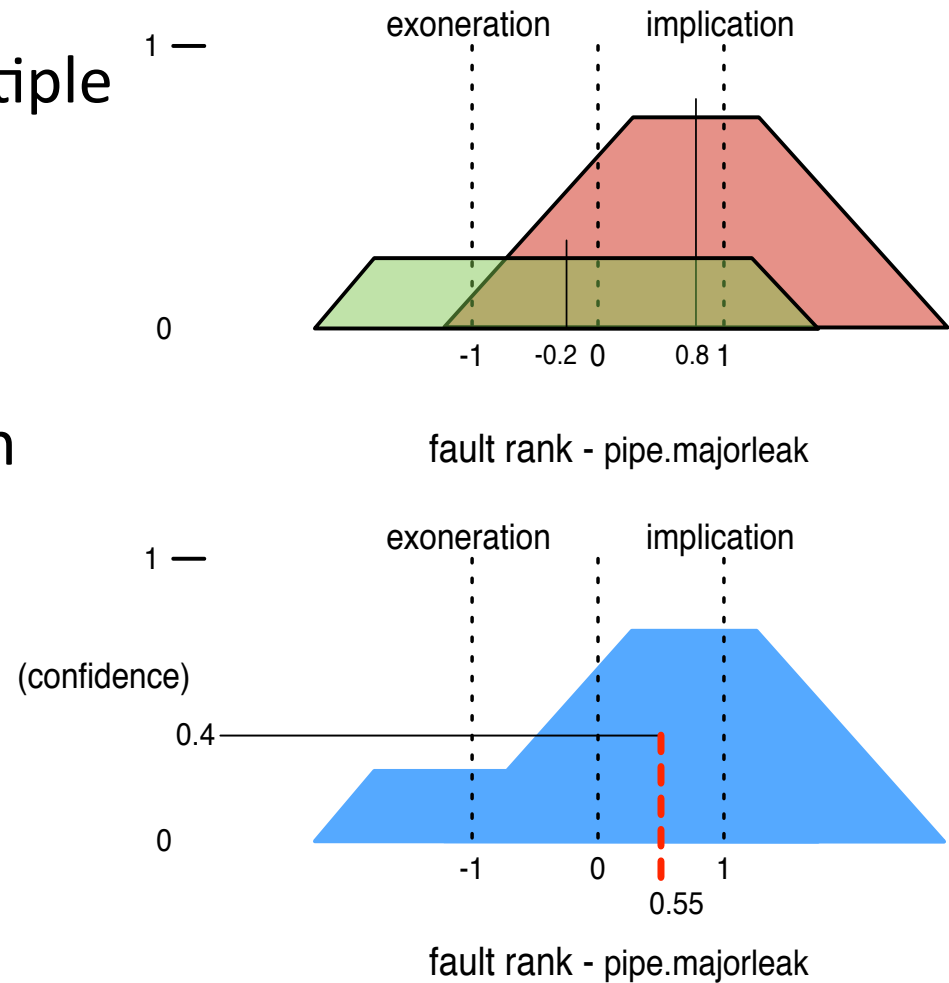 exoneration implication
1
tiple
0
-1 -0.2 0 0.8 1
n
fault rank - pipe.majorleak
exoneration implication
1
(confidence)
0.4
0
-1 0 1
0.55
fault rank - pipe.majorleak